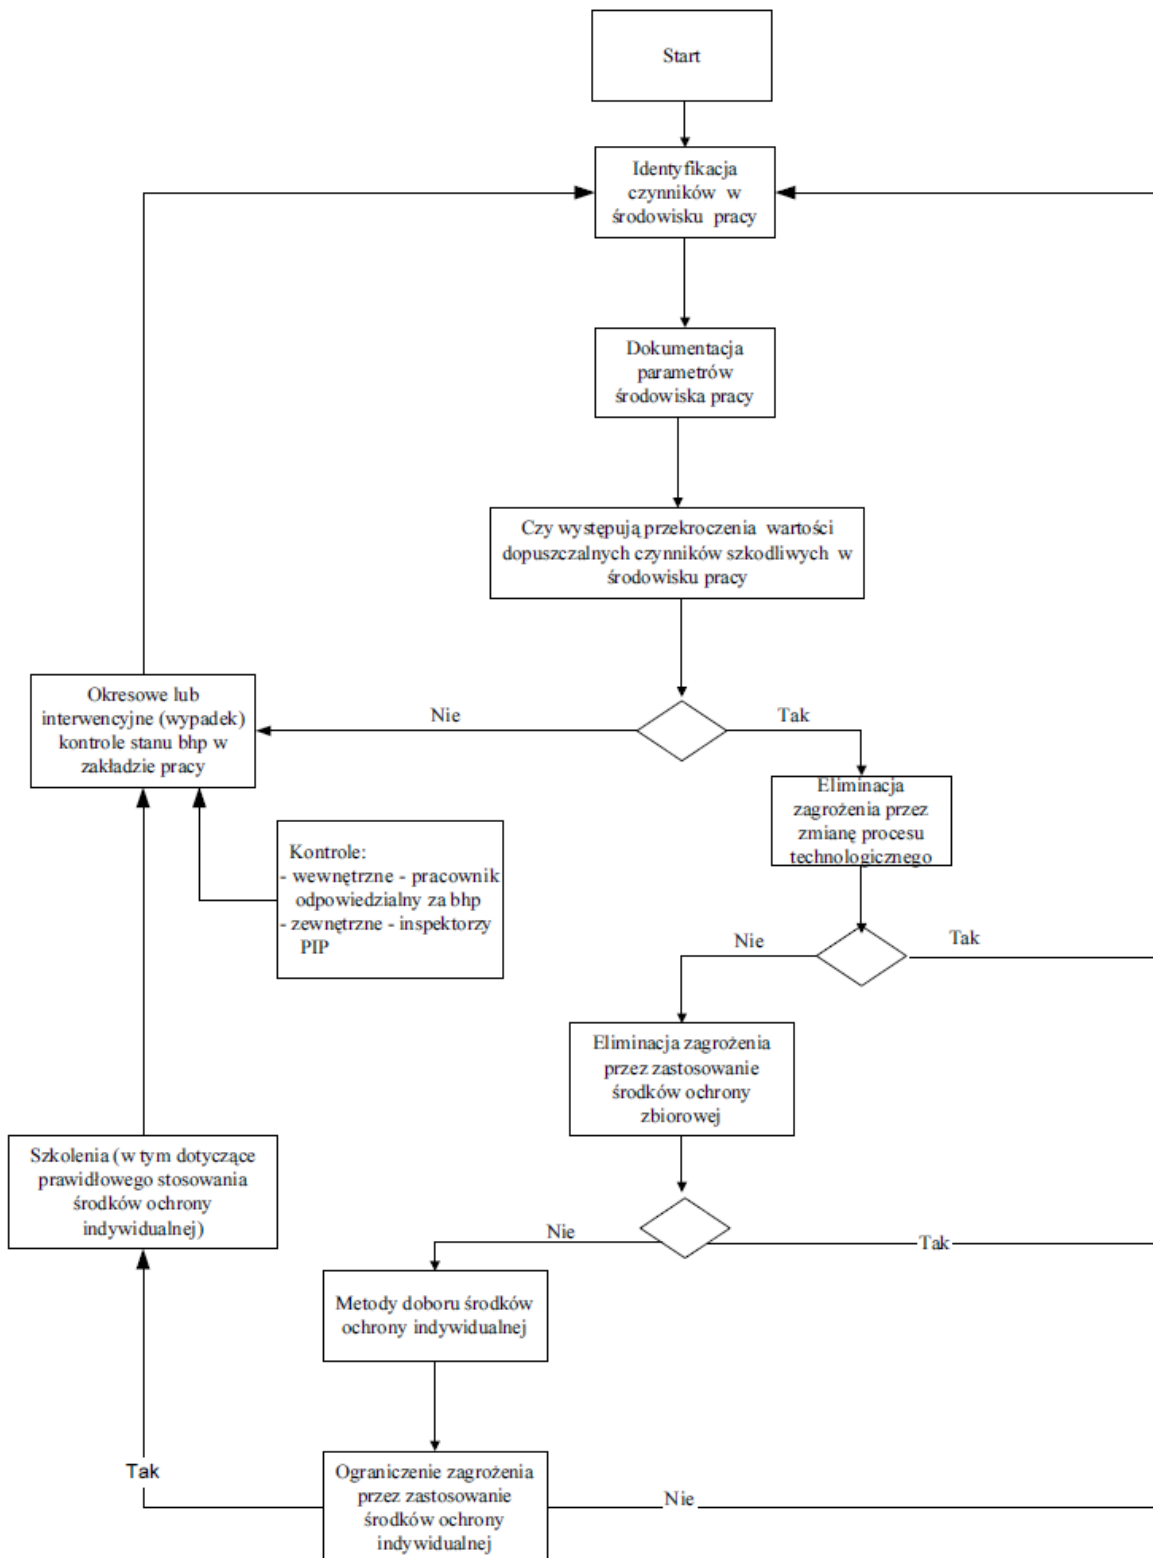 Start
Identyfikacja
czynników w
środowisku pracy
Dokumentacja
parametrów
środowiska pracy
Czy występują przekroczenia wartości
dopuszczalnych czynników szkodliwych w
środowisku pracy
Okresowe lub
interwencyjne (wypadek)
kontrole stanu bhp w
zakładzie pracy
Nie
Tak
Eliminacja
zagrożenia przez
zmianę procesu
technologicznego
Kontrole:
- wewnętrzne - pracownik
odpowiedzialny za bhp
- zewnętrzne - inspektorzy
PIP
Nie
Tak
Eliminacja zagrożenia
przez zastosowanie
środków ochrony
zbiorowej
Szkolenia (w tym dotyczące
prawidłowego stosowania
środków ochrony
indywidualnej)
Nie
Tak
Metody doboru środków
ochrony indywidualnej
Tak
Ograniczenie zagrożenia
przez zastosowanie
środków ochrony
indywidualnej
Nie